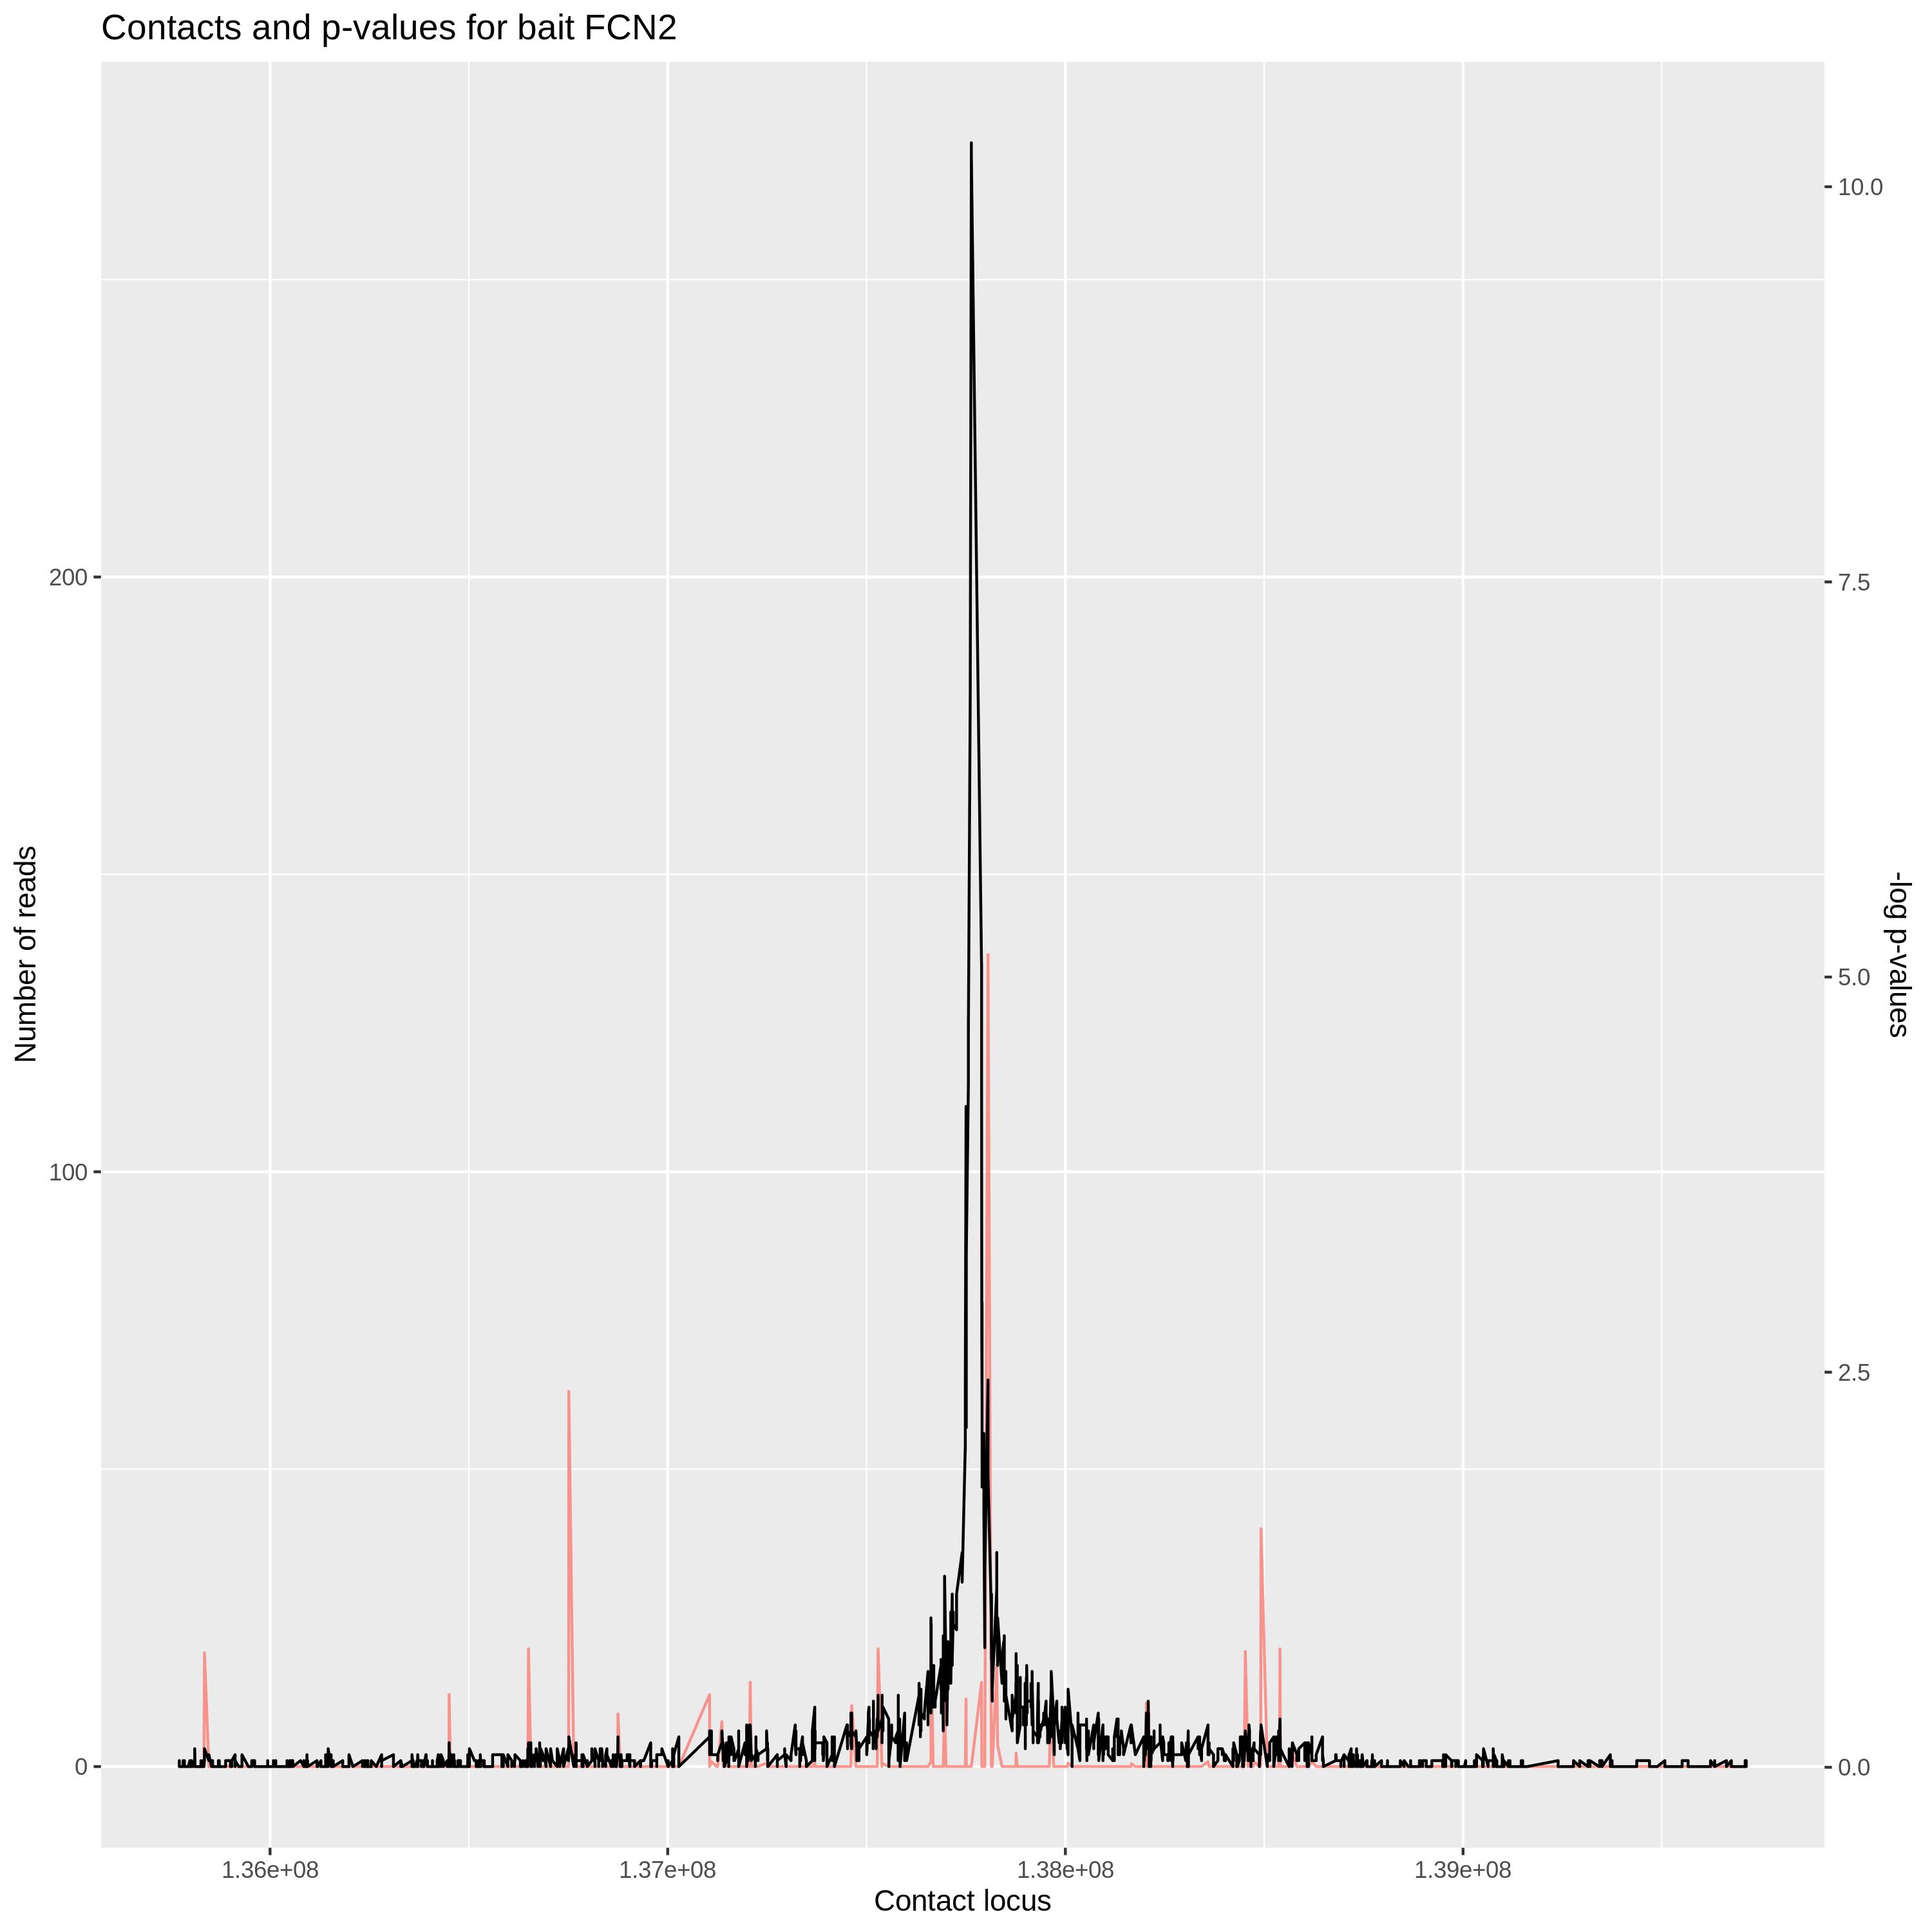 Contacts and p-values for bait FCN2
Number of reads
200
100
0
10.0
7.5
5.0
2.5
0.0
-log p-values
1.36e+08
1.37e+08
1.38e+08
1.39e+08
Contact locus